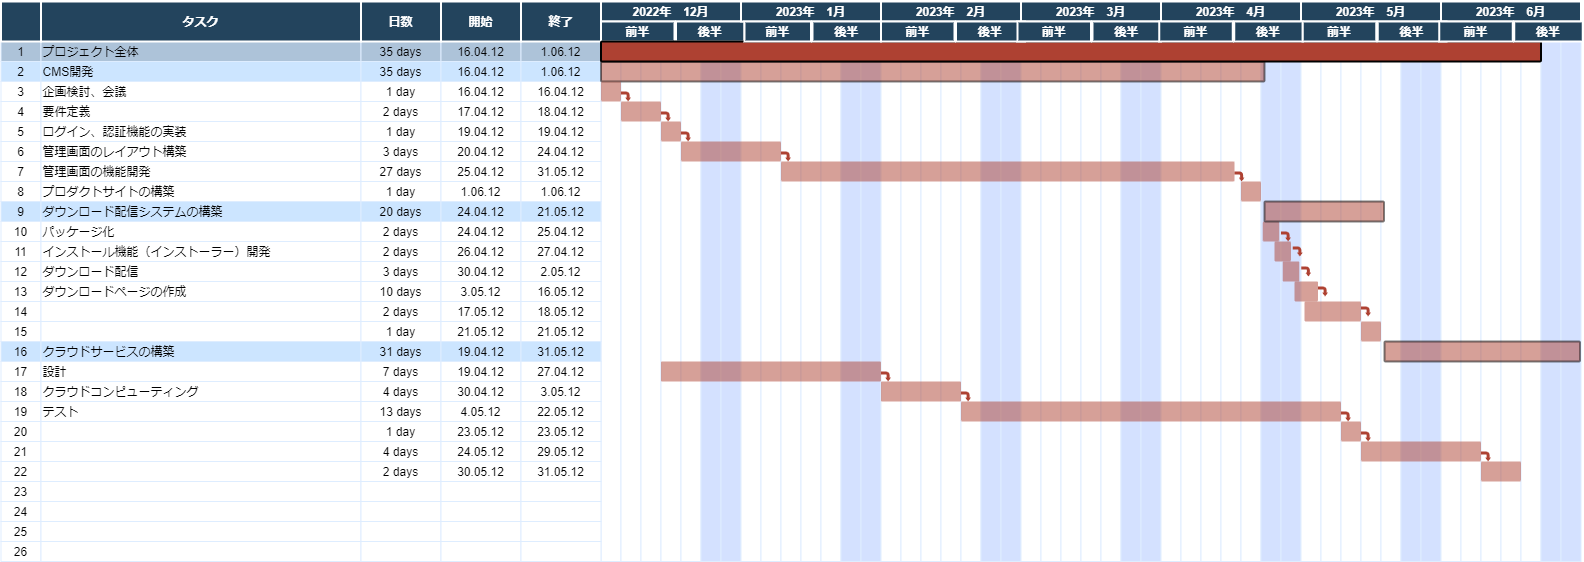 タスク 日数 開始 終了 2022年　12月 2023年　1月 2023年　2月 2023年　3月 2023年　4月 2023年　5月 2023年　6月
前半 後半 前半 後半 前半 後半 前半 後半 前半 後半 前半 後半 前半 後半
1 プロジェクト全体 35 days 16.04.12 1.06.12
2 CMS開発 35 days 16.04.12 1.06.12
3 企画検討、会議 1 day 16.04.12 16.04.12
4 要件定義 2 days 17.04.12 18.04.12
5 ログイン、認証機能の実装 1 day 19.04.12 19.04.12
6 管理画面のレイアウト構築 3 days 20.04.12 24.04.12
7 管理画面の機能開発 27 days 25.04.12 31.05.12
8 プロダクトサイトの構築 1 day 1.06.12 1.06.12
9 ダウンロード配信システムの構築 20 days 24.04.12 21.05.12
10 パッケージ化 2 days 24.04.12 25.04.12
11 インストール機能（インストーラー）開発 2 days 26.04.12 27.04.12
12 ダウンロード配信 3 days 30.04.12 2.05.12
13 ダウンロードページの作成 10 days 3.05.12 16.05.12
14 2 days 17.05.12 18.05.12
15 1 day 21.05.12 21.05.12
16 クラウドサービスの構築 31 days 19.04.12 31.05.12
17 設計 7 days 19.04.12 27.04.12
18 クラウドコンピューティング 4 days 30.04.12 3.05.12
19 テスト 13 days 4.05.12 22.05.12
20 1 day 23.05.12 23.05.12
21 4 days 24.05.12 29.05.12
22 2 days 30.05.12 31.05.12
23
24
25
26